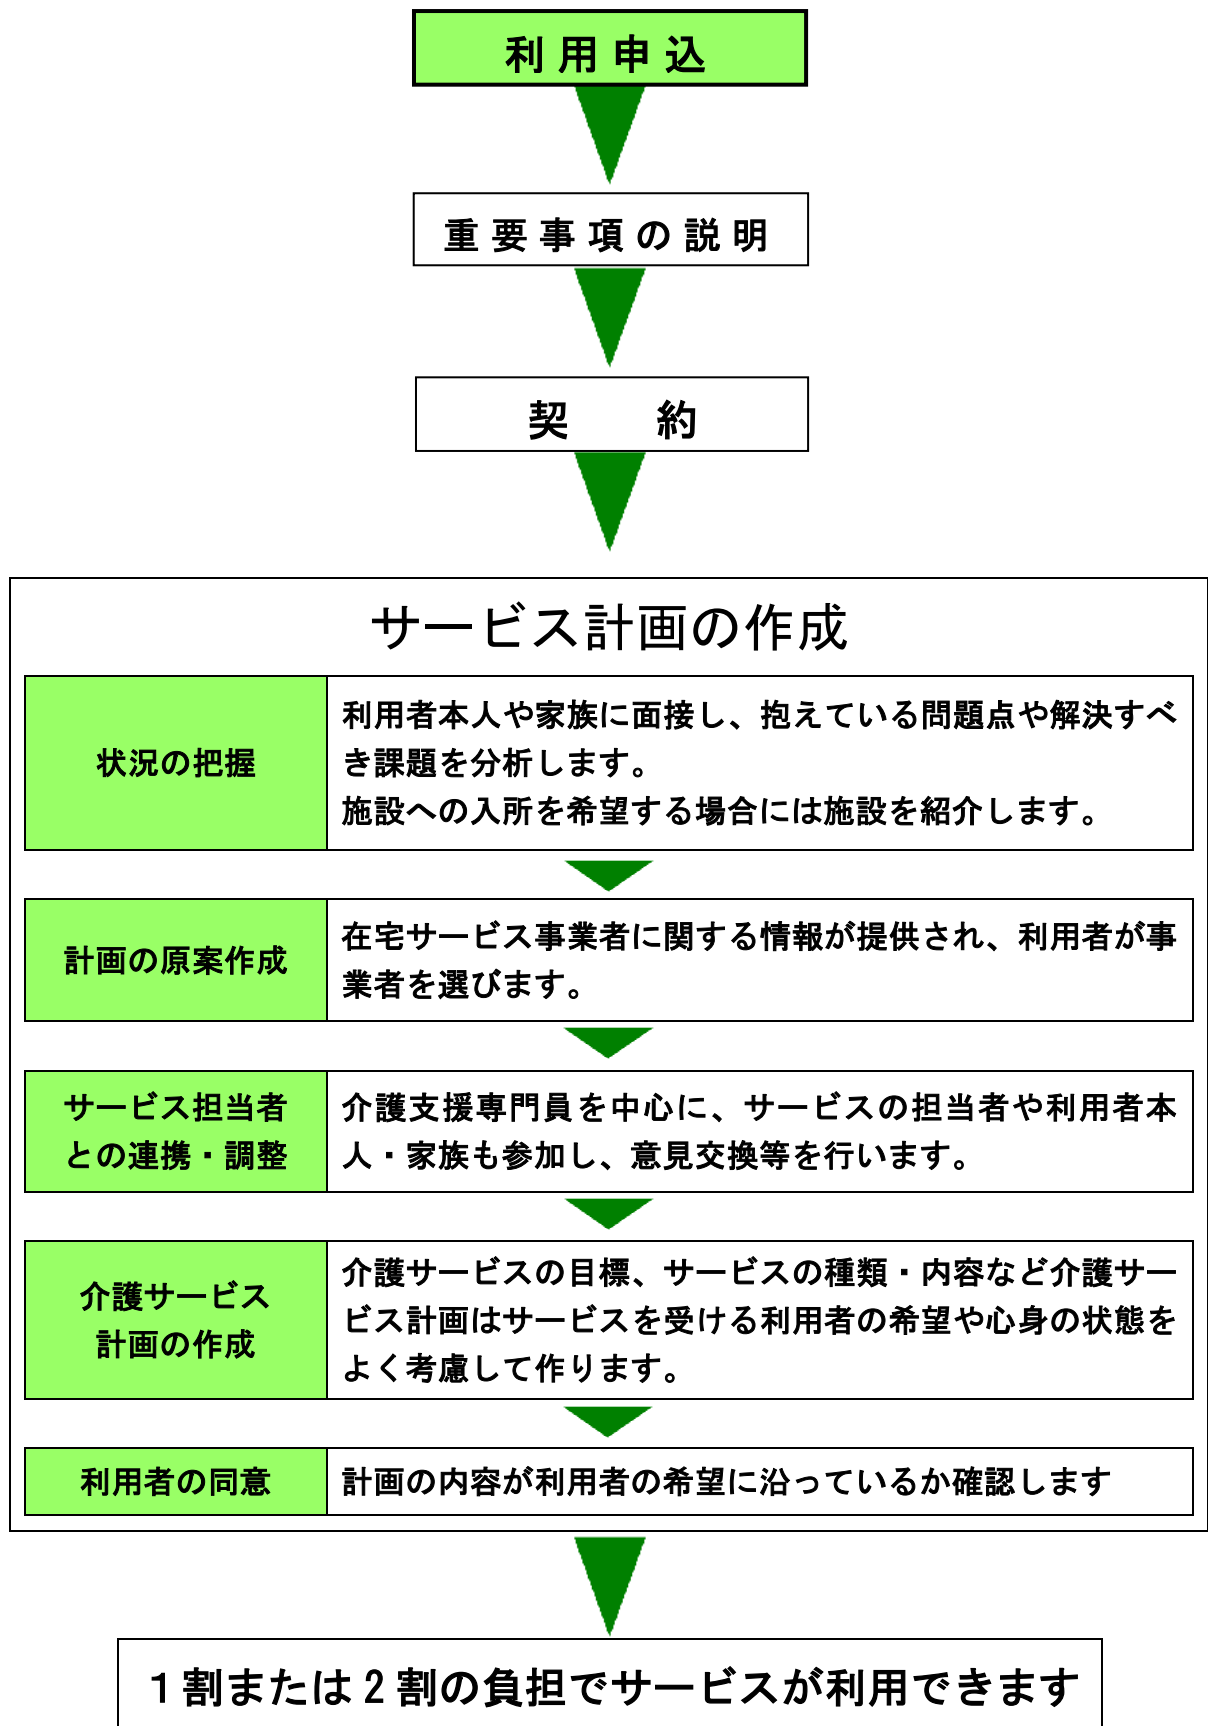 利用申込
重要事項の説明
契　約
サービス計画の作成
状況の把握
利用者本人や家族に面接し、抱えている問題点や解決すべ
き課題を分析します。
施設への入所を希望する場合には施設を紹介します。
計画の原案作成
在宅サービス事業者に関する情報が提供され、利用者が事
業者を選びます。
サービス担当者
との連携・調整
介護支援専門員を中心に、サービスの担当者や利用者本
人・家族も参加し、意見交換等を行います。
介護サービス
計画の作成
介護サービスの目標、サービスの種類・内容など介護サー
ビス計画はサービスを受ける利用者の希望や心身の状態を
よく考慮して作ります。
利用者の同意
計画の内容が利用者の希望に沿っているか確認します
１割または２割の負担でサービスが利用できます